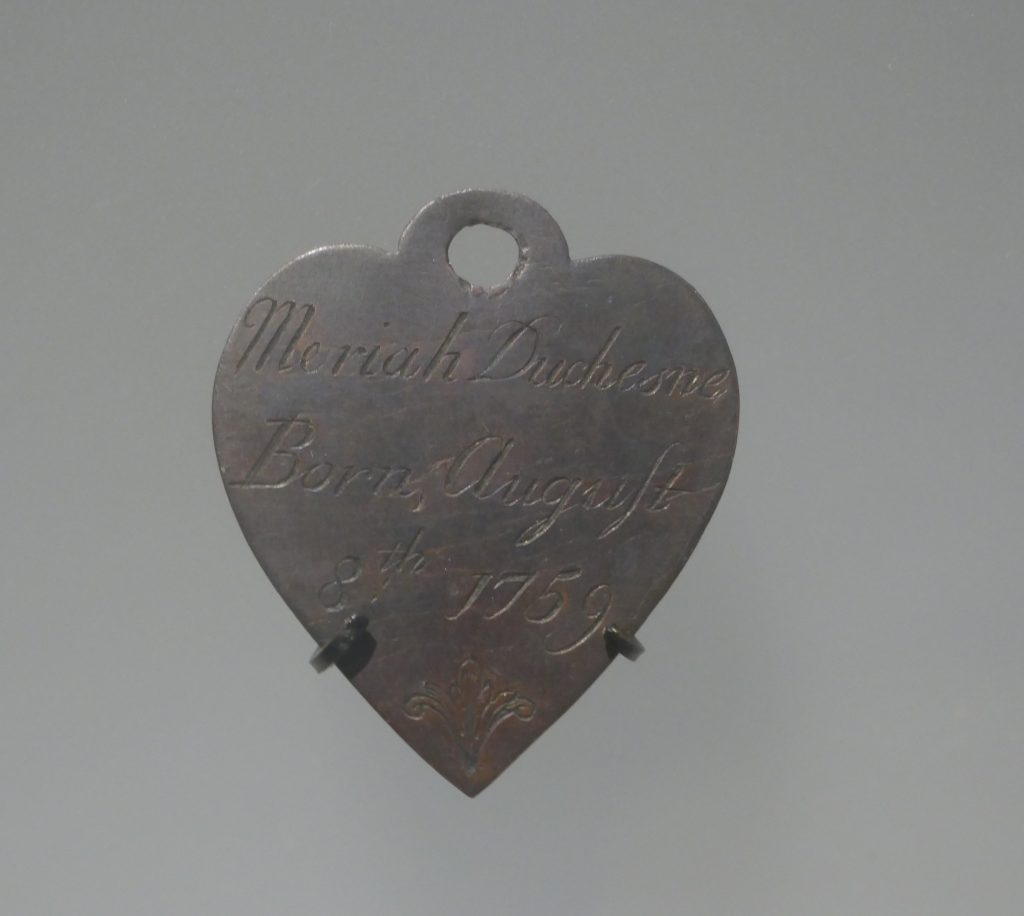 Meriah Duchesne
Born, Auguſt
8th 1759